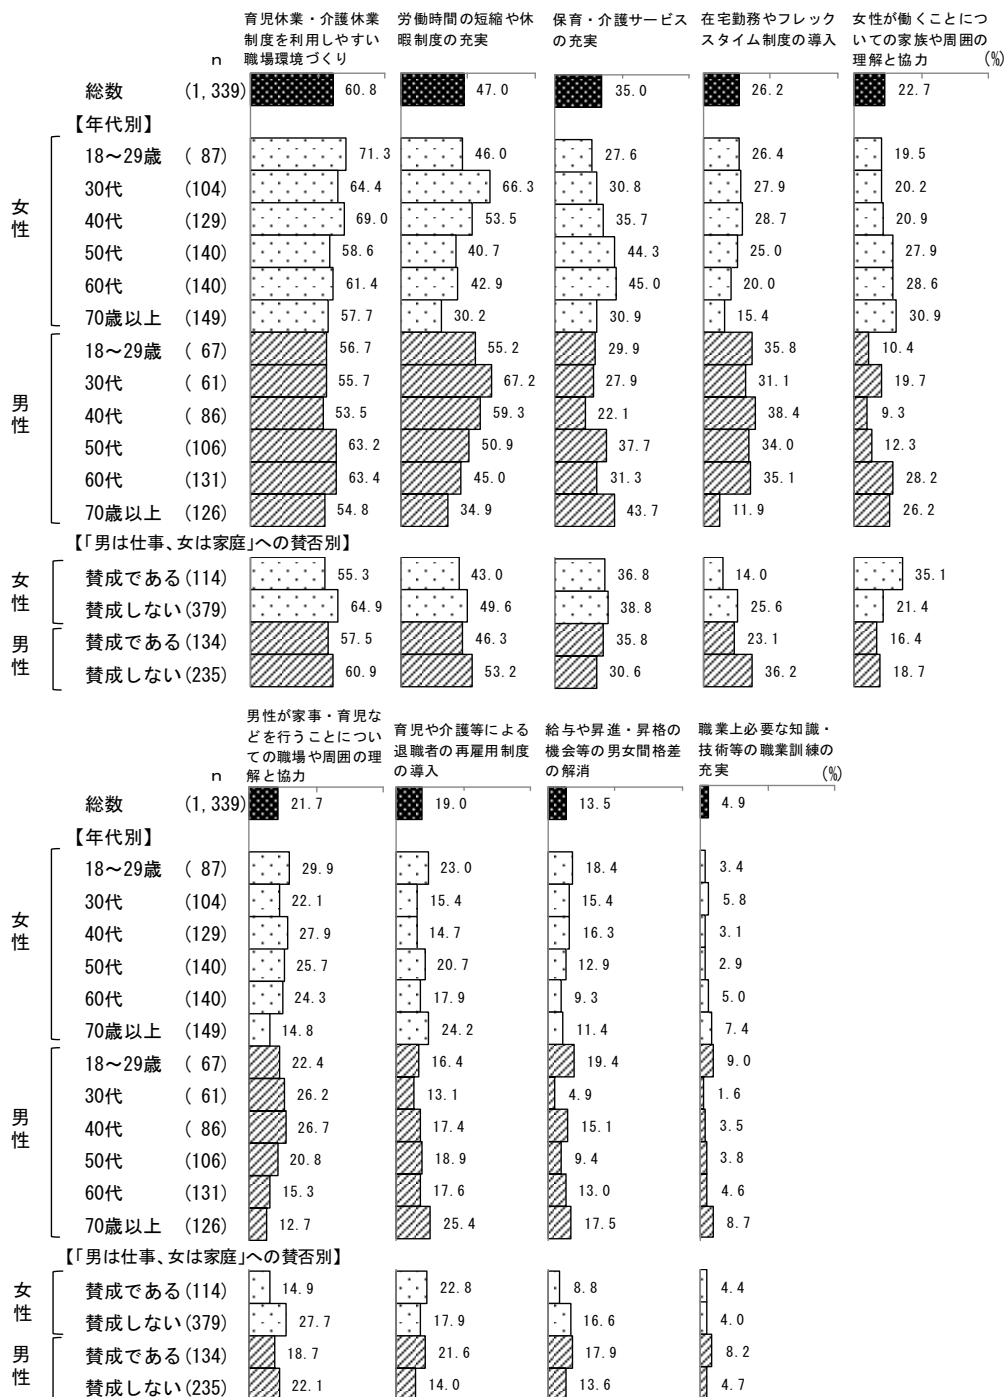 育児休業・介護休業
制度を利用しやすい
職場環境づくり
労働時間の短縮や休
暇制度の充実
保育・介護サービス
の充実
在宅勤務やフレック
スタイム制度の導入
女性が働くことにつ
いての家族や周囲の
理解と協力
n (%)
総数 (1,339) 60.8 47.0 35.0 26.2 22.7
【年代別】
女性
18～29歳 ( 87) 71.3 46.0 27.6 26.4 19.5
30代 (104) 64.4 66.3 30.8 27.9 20.2
40代 (129) 69.0 53.5 35.7 28.7 20.9
50代 (140) 58.6 40.7 44.3 25.0 27.9
60代 (140) 61.4 42.9 45.0 20.0 28.6
70歳以上 (149) 57.7 30.2 30.9 15.4 30.9
男性
18～29歳 ( 67) 56.7 55.2 29.9 35.8 10.4
30代 ( 61) 55.7 67.2 27.9 31.1 19.7
40代 ( 86) 53.5 59.3 22.1 38.4 9.3
50代 (106) 63.2 50.9 37.7 34.0 12.3
60代 (131) 63.4 45.0 31.3 35.1 28.2
70歳以上 (126) 54.8 34.9 43.7 11.9 26.2
【「男は仕事、女は家庭」への賛否別】
女性
賛成である(114) 55.3 43.0 36.8 14.0 35.1
賛成しない(379) 64.9 49.6 38.8 25.6 21.4
男性
賛成である(134) 57.5 46.3 35.8 23.1 16.4
賛成しない(235) 60.9 53.2 30.6 36.2 18.7
男性が家事・育児な
どを行うことについ
ての職場や周囲の理
解と協力
育児や介護等による
退職者の再雇用制度
の導入
給与や昇進・昇格の
機会等の男女間格差
の解消
職業上必要な知識・
技術等の職業訓練の
充実
n (%)
総数 (1,339) 21.7 19.0 13.5 4.9
【年代別】
女性
18～29歳 ( 87) 29.9 23.0 18.4 3.4
30代 (104) 22.1 15.4 15.4 5.8
40代 (129) 27.9 14.7 16.3 3.1
50代 (140) 25.7 20.7 12.9 2.9
60代 (140) 24.3 17.9 9.3 5.0
70歳以上 (149) 14.8 24.2 11.4 7.4
男性
18～29歳 ( 67) 22.4 16.4 19.4 9.0
30代 ( 61) 26.2 13.1 4.9 1.6
40代 ( 86) 26.7 17.4 15.1 3.5
50代 (106) 20.8 18.9 9.4 3.8
60代 (131) 15.3 17.6 13.0 4.6
70歳以上 (126) 12.7 25.4 17.5 8.7
【「男は仕事、女は家庭」への賛否別】
女性
賛成である(114) 14.9 22.8 8.8 4.4
賛成しない(379) 27.7 17.9 16.6 4.0
男性
賛成である(134) 18.7 21.6 17.9 8.2
賛成しない(235) 22.1 14.0 13.6 4.7